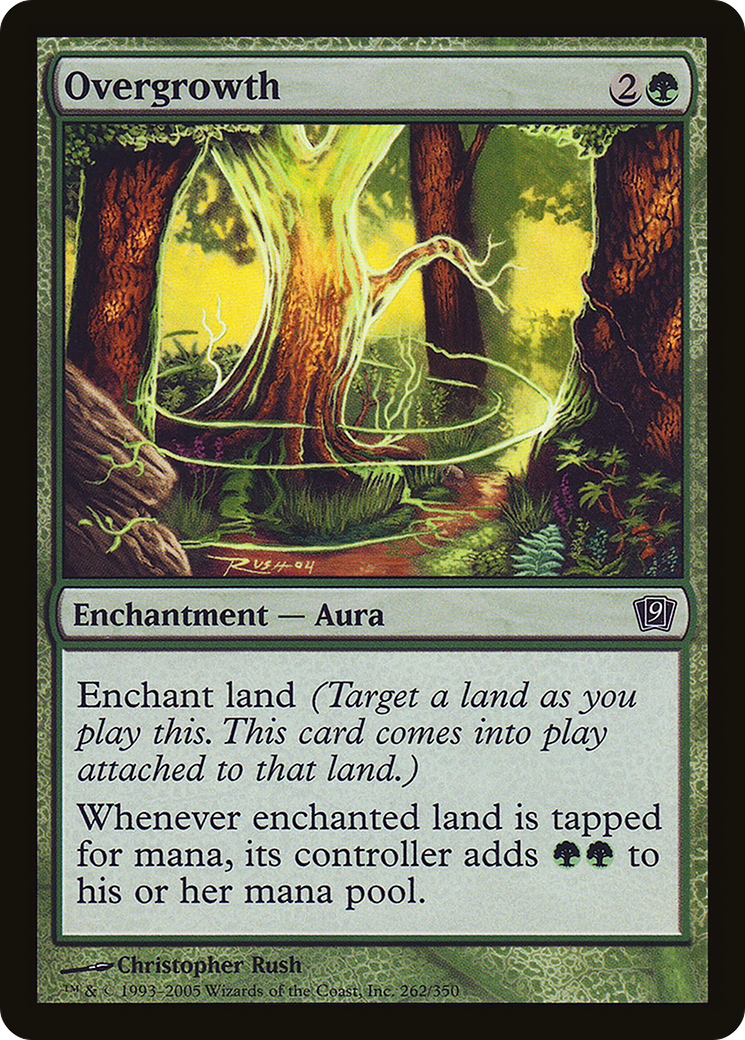 Overgrowth 2
RUSH 04
Enchantment — Aura 9
Enchant land (Target a land as you
play this. This card comes into play
attached to that land.)
Whenever enchanted land is tapped
for mana, its controller adds to
his or her mana pool.
Christopher Rush
™ & © 1993–2005 Wizards of the Coast, Inc. 262/350